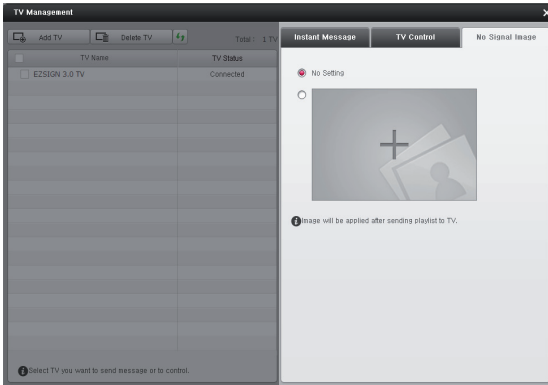 TV Management
Add TV
Delete TV
Total : 1 TV
TV Name
TV Status
EZSIGN 3.0 TV
Connected
Select TV you want to send message or to control.
Instant Message
TV Control
No Signal Image
No Setting
Image will be applied after sending playlist to TV.